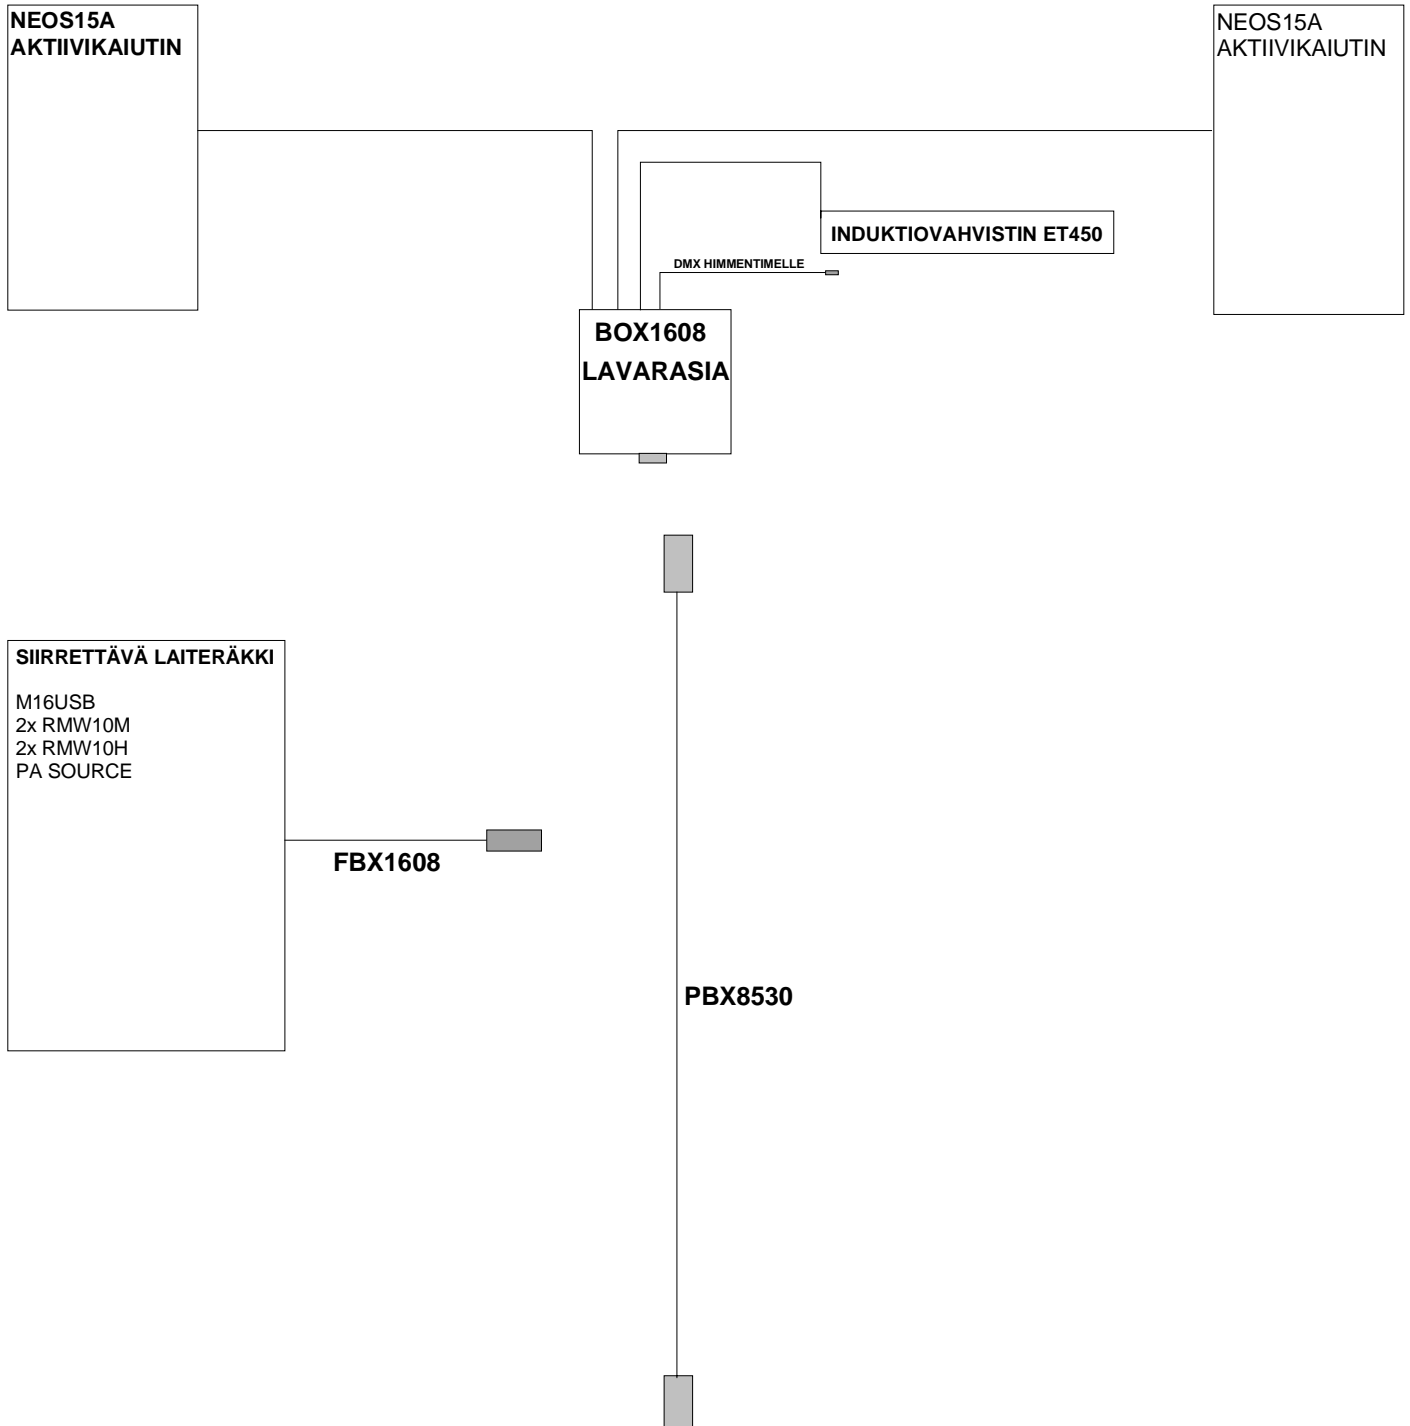 NEOS15A
AKTIIVIKAIUTIN
NEOS15A
AKTIIVIKAIUTIN
INDUKTIOVAHVISTIN ET450
DMX HIMMENTIMELLE
BOX1608
LAVARASIA
SIIRRETTÄVÄ LAITERÄKKI
M16USB
2x RMW10M
2x RMW10H
PA SOURCE
FBX1608
PBX8530